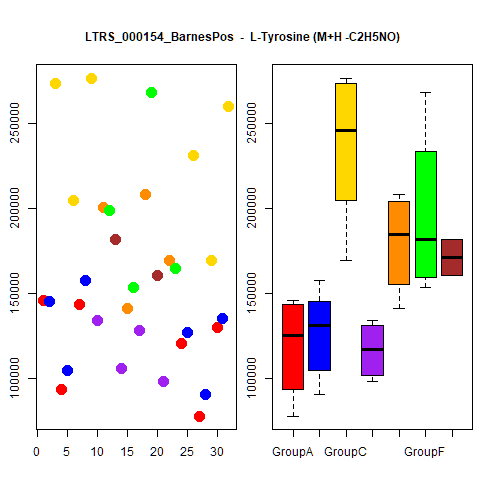 LTRS_000154_BarnesPos - L-Tyrosine (M+H -C2H5NO)
250000
200000
150000
100000
0 5 10 15 20 25 30
250000
200000
150000
100000
GroupA GroupC GroupF